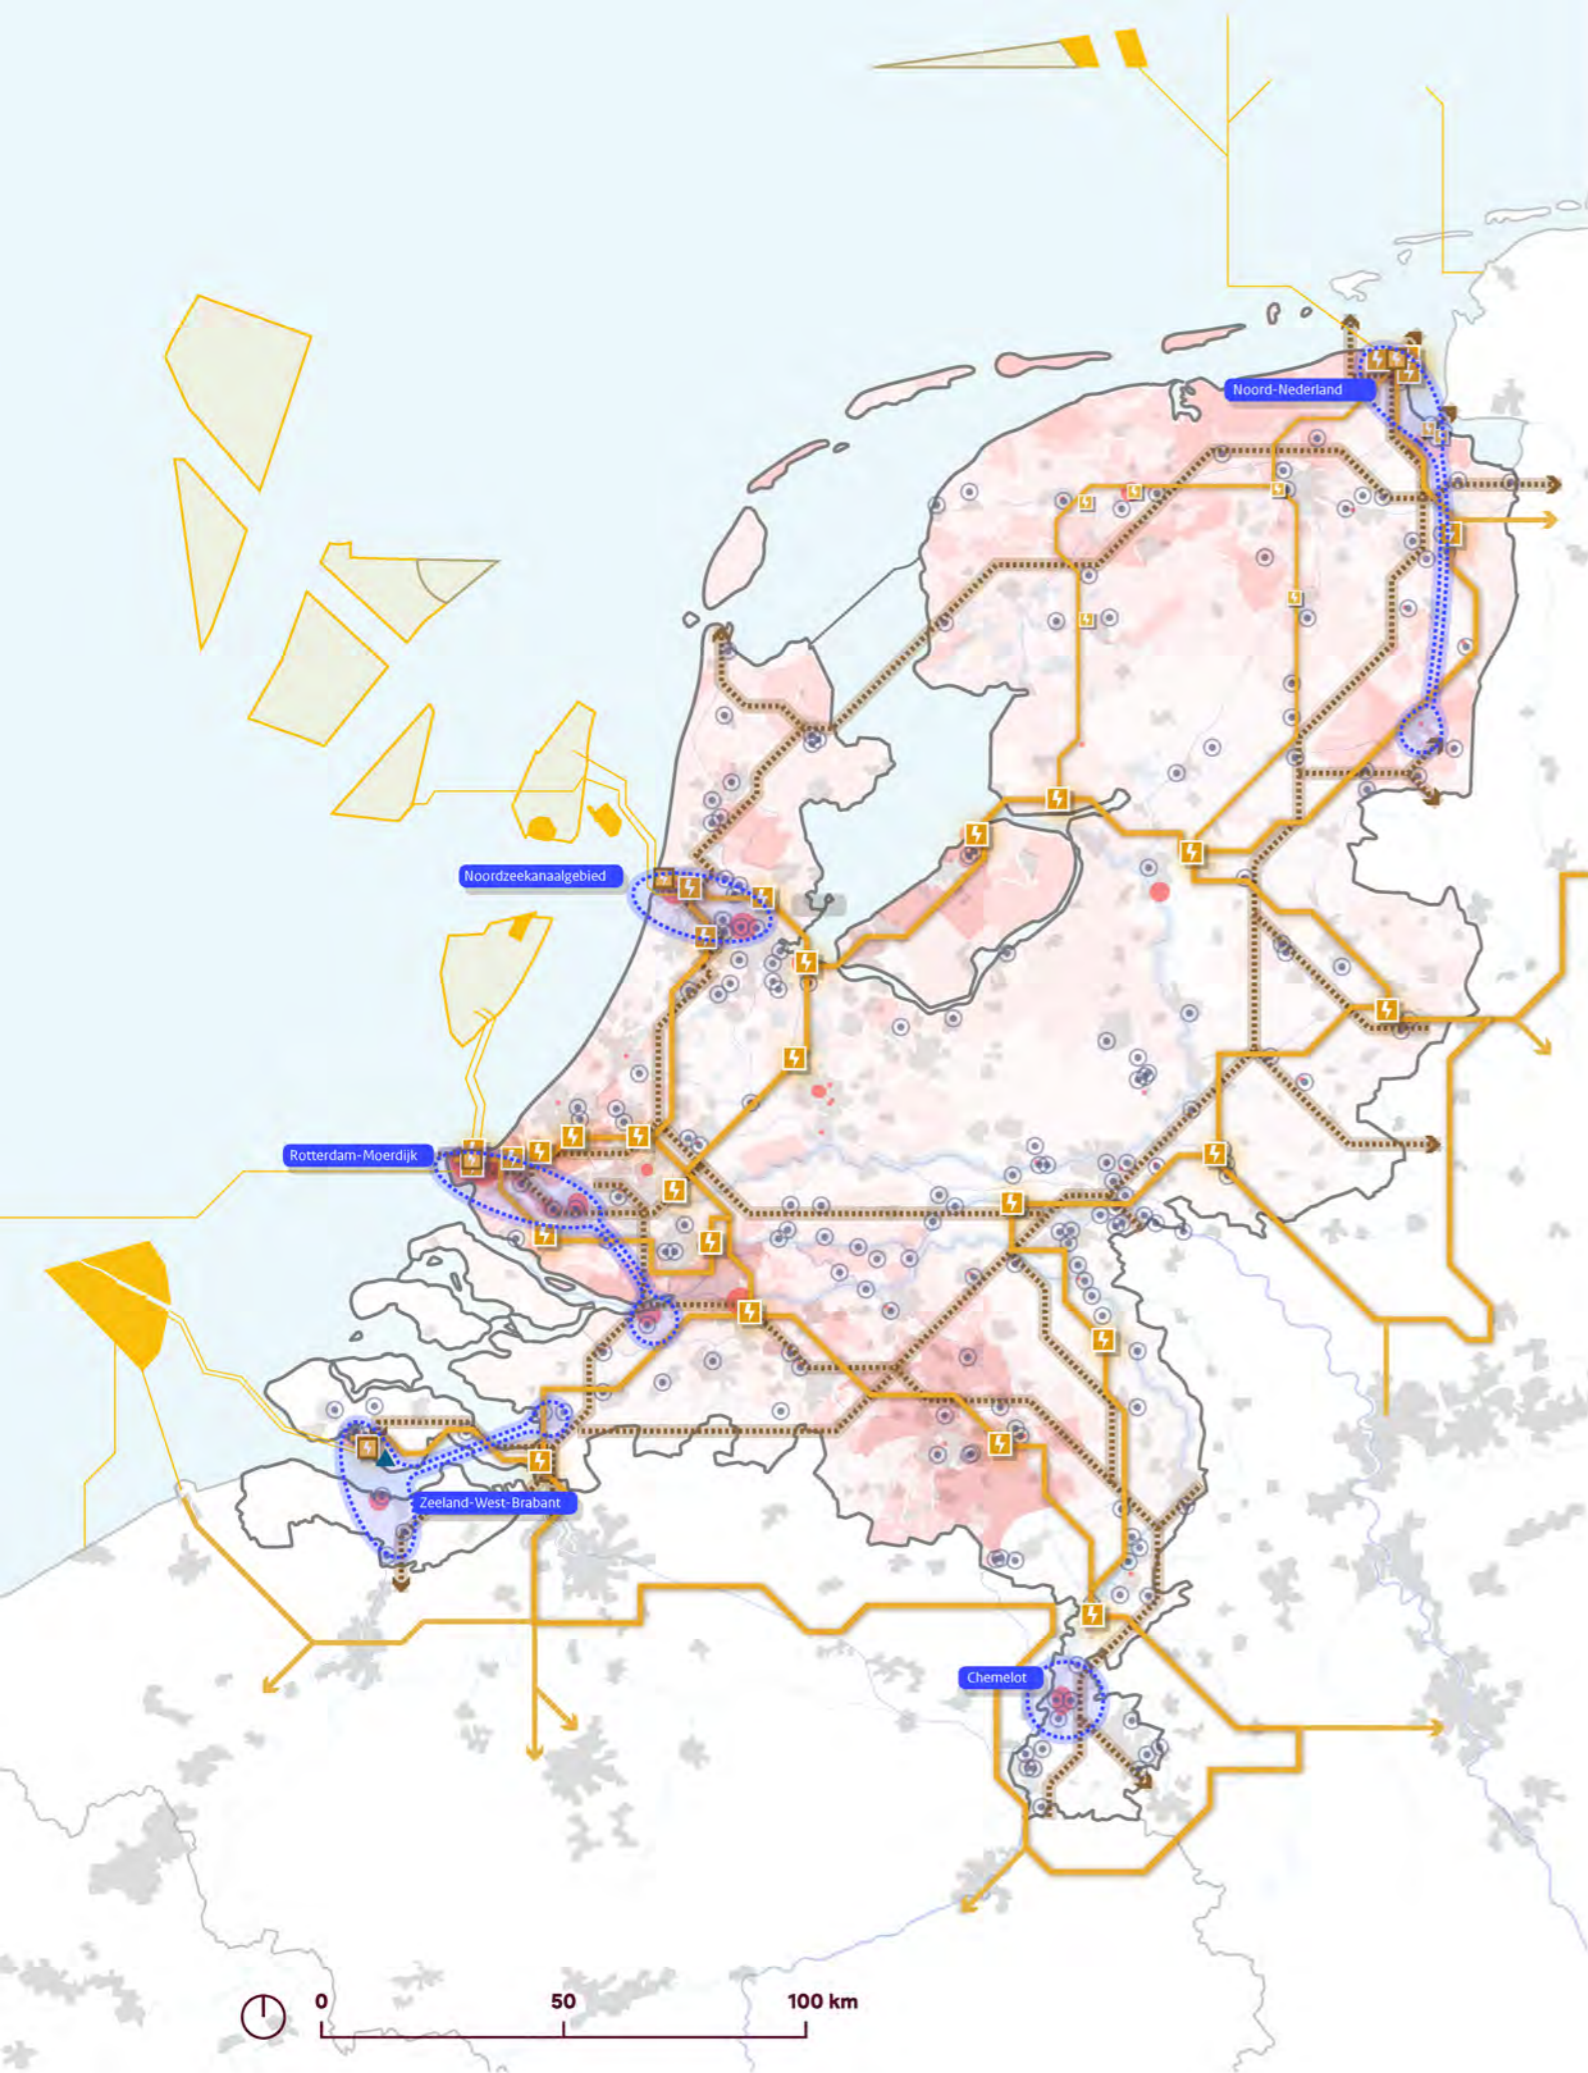 Noord-Nederland
Noordzeekanaalgebied
Rotterdam-Moerdijk
Zeeland-West-Brabant
Chemelot
0 50 100 km